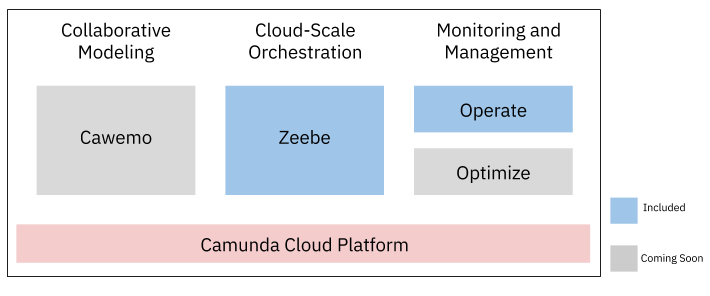 Collaborative
Modeling
Cloud-Scale
Orchestration
Monitoring and
Management
Cawemo
Zeebe
Operate
Optimize
Camunda Cloud Platform
Included
Coming Soon